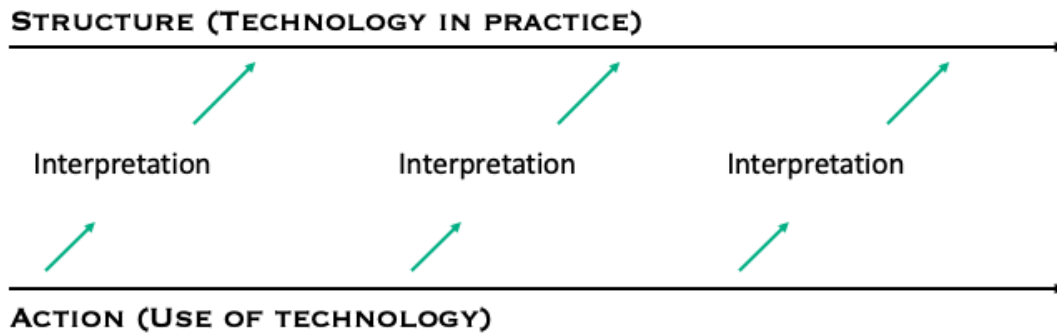 STRUCTURE (TECHNOLOGY IN PRACTICE)
Interpretation Interpretation Interpretation
ACTION (USE OF TECHNOLOGY)